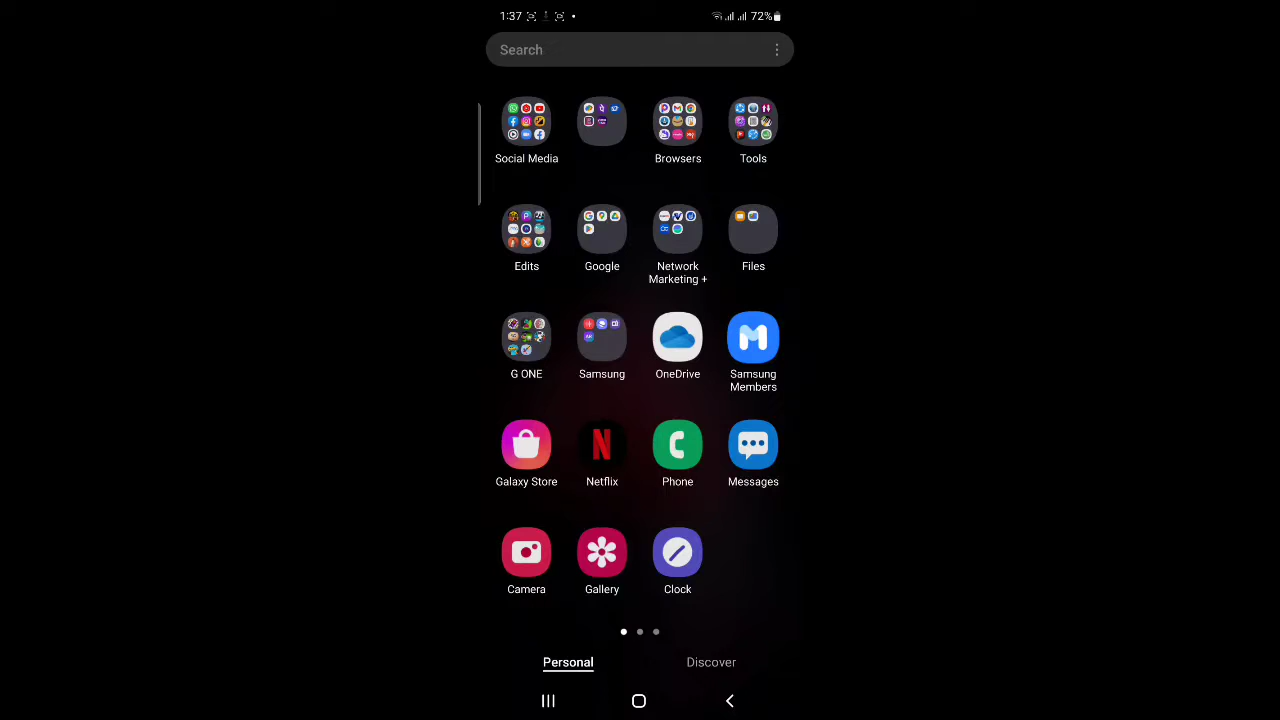 1:37
72%
Search
Social Media
Browsers
Tools
Edits
Google
Network
Marketing +
Files
G ONE
Samsung
OneDrive
Samsung
Members
Galaxy Store
Netflix
Phone
Messages
Camera
Gallery
Clock
Personal
Discover